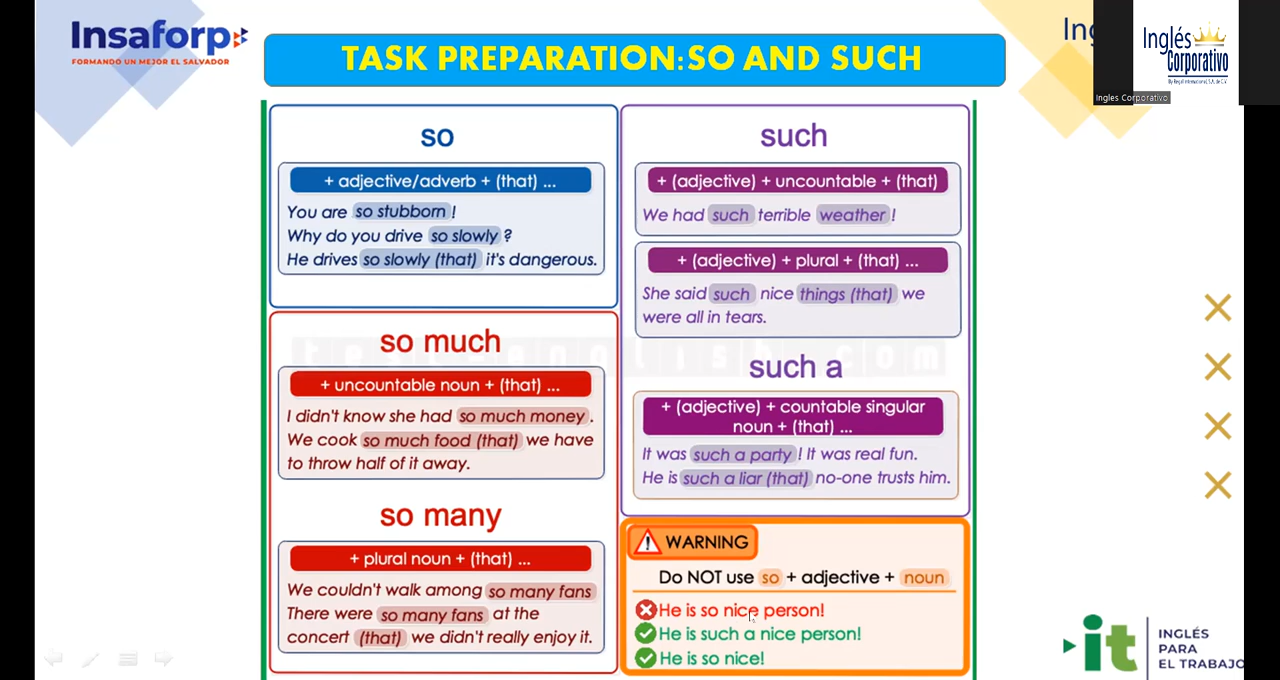 Insaforp
FORMANDO UN MEJOR EL SALVADOR
TASK PREPARATION:SO AND SUCH
Inglés
Corporativo
Ingles Corporativo
so
+ adjective/adverb + (that) ...
You are so stubborn !
Why do you drive so slowly ?
He drives so slowly (that) it's dangerous.
so much
+ uncountable noun + (that) ...
I didn't know she had so much money .
We cook so much food (that) we have
to throw half of it away.
so many
+ plural noun + (that) ...
We couldn't walk among so many fans
There were so many fans at the
concert (that) we didn't really enjoy it.
such
+ (adjective) + uncountable + (that)
We had such terrible weather !
+ (adjective) + plural + (that) ...
She said such nice things (that) we
were all in tears.
such a
+ (adjective) + countable singular
noun + (that) ...
It was such a party ! It was real fun.
He is such a liar (that) no-one trusts him.
WARNING
Do NOT use so + adjective + noun
He is so nice person!
He is such a nice person!
He is so nice!
it
INGLÉS
PARA
EL TRABAJO